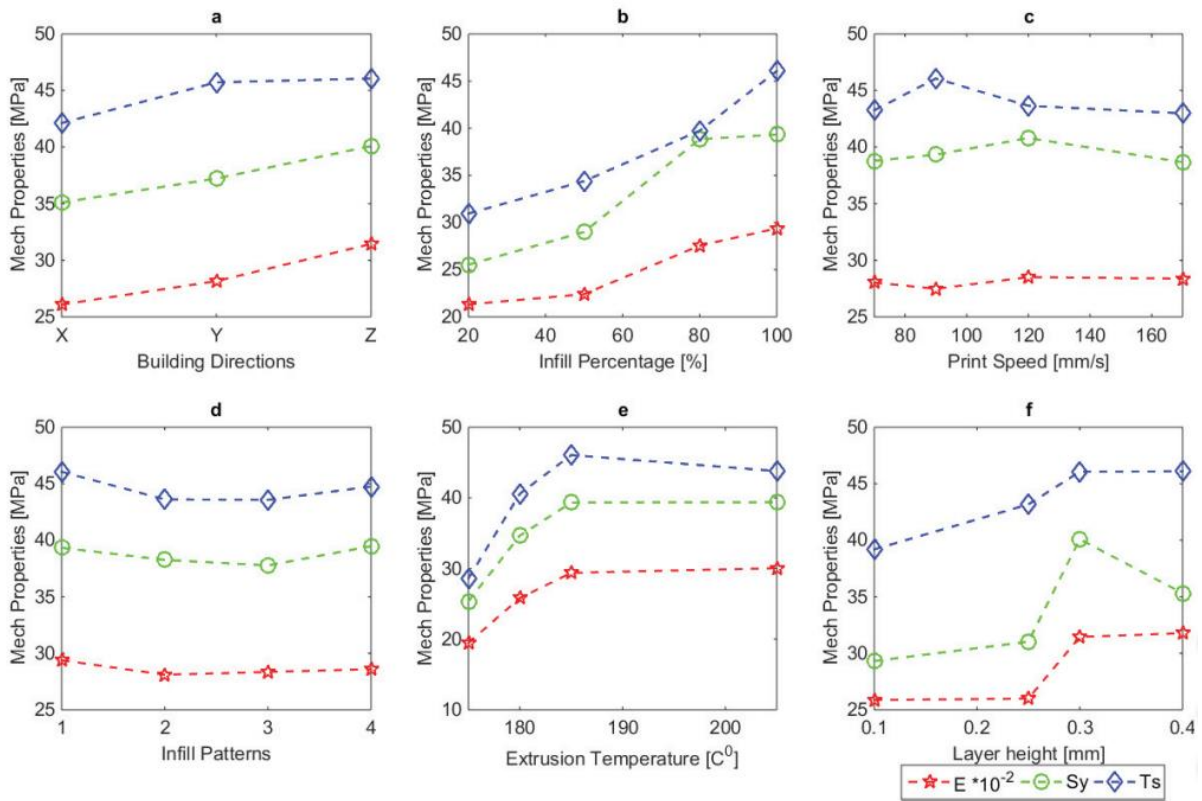 a
50
45
40
35
30
25
Mech Properties [MPa]
X Y Z
Building Directions
b
50
45
40
35
30
25
20
Mech Properties [MPa]
20 40 60 80 100
Infill Percentage [%]
c
50
45
40
35
30
25
Mech Properties [MPa]
80 100 120 140 160
Print Speed [mm/s]
d
50
45
40
35
30
25
Mech Properties [MPa]
1 2 3 4
Infill Patterns
e
50
40
30
20
10
Mech Properties [MPa]
180 190 200
Extrusion Temperature [C⁰]
f
50
45
40
35
30
25
Mech Properties [MPa]
0.1 0.2 0.3 0.4
Layer height [mm]
E *10⁻² Sy Ts